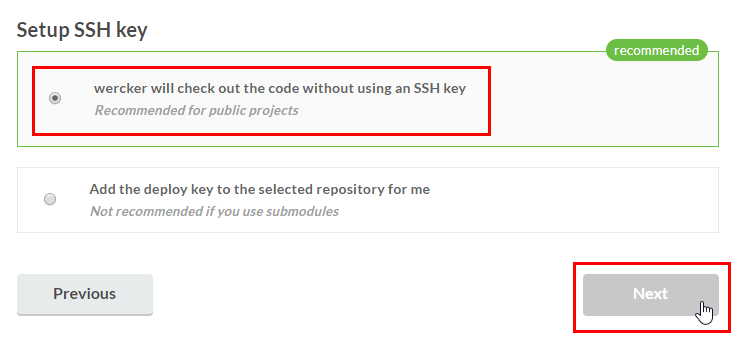 Setup SSH key
recommended
wercker will check out the code without using an SSH key
Recommended for public projects
Add the deploy key to the selected repository for me
Not recommended if you use submodules
Previous
Next